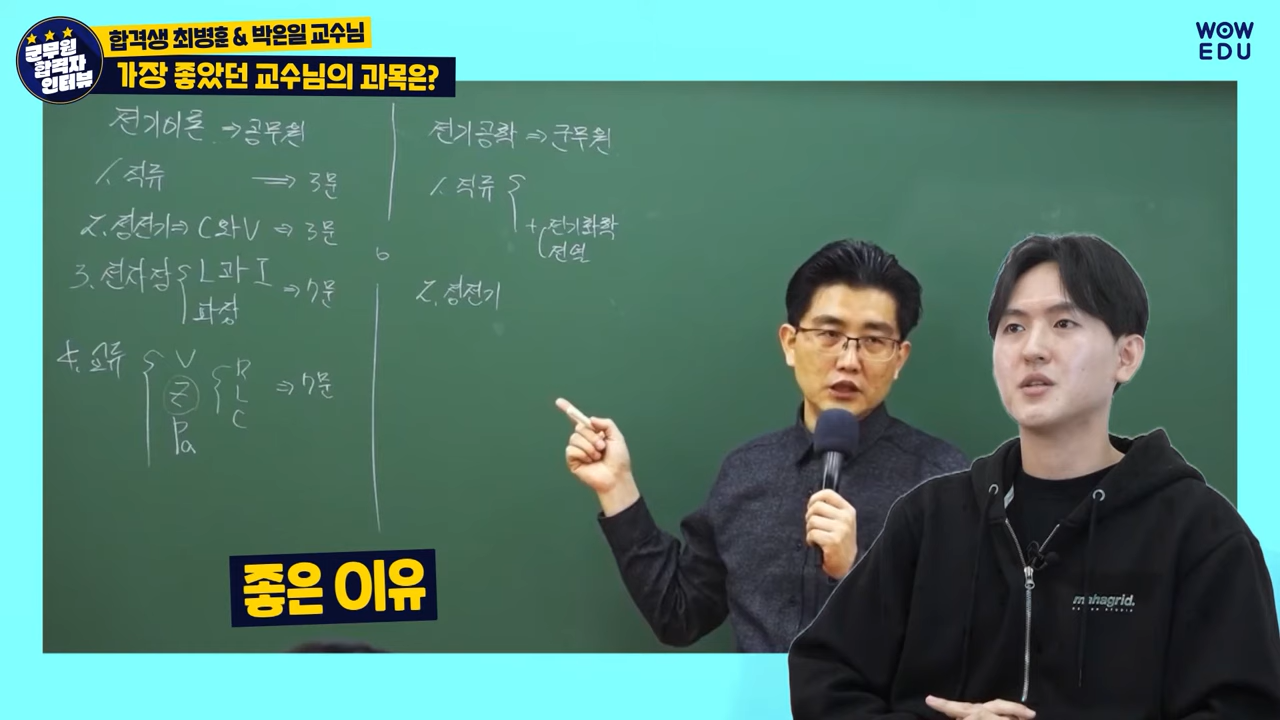 군무원
합격자
인터뷰
합격생 최병훈 & 박은일 교수님
가장 좋았던 교수님의 과목은?
WOW
EDU
전기이론 → 공무원
1. 직류 ⇒ 3문
2. 정전기 ⇒ C와 V ⇒ 3문
3. 전자장 { L과 I
파장
⇒ 7문
4. 교류 { V
Z
Pa
{ R
L
C
⇒ 7문
전기공학 ⇒ 군무원
1. 직류 {
+ ( 전기화학
전열
2. 정전기
좋은 이유
mahagrid.